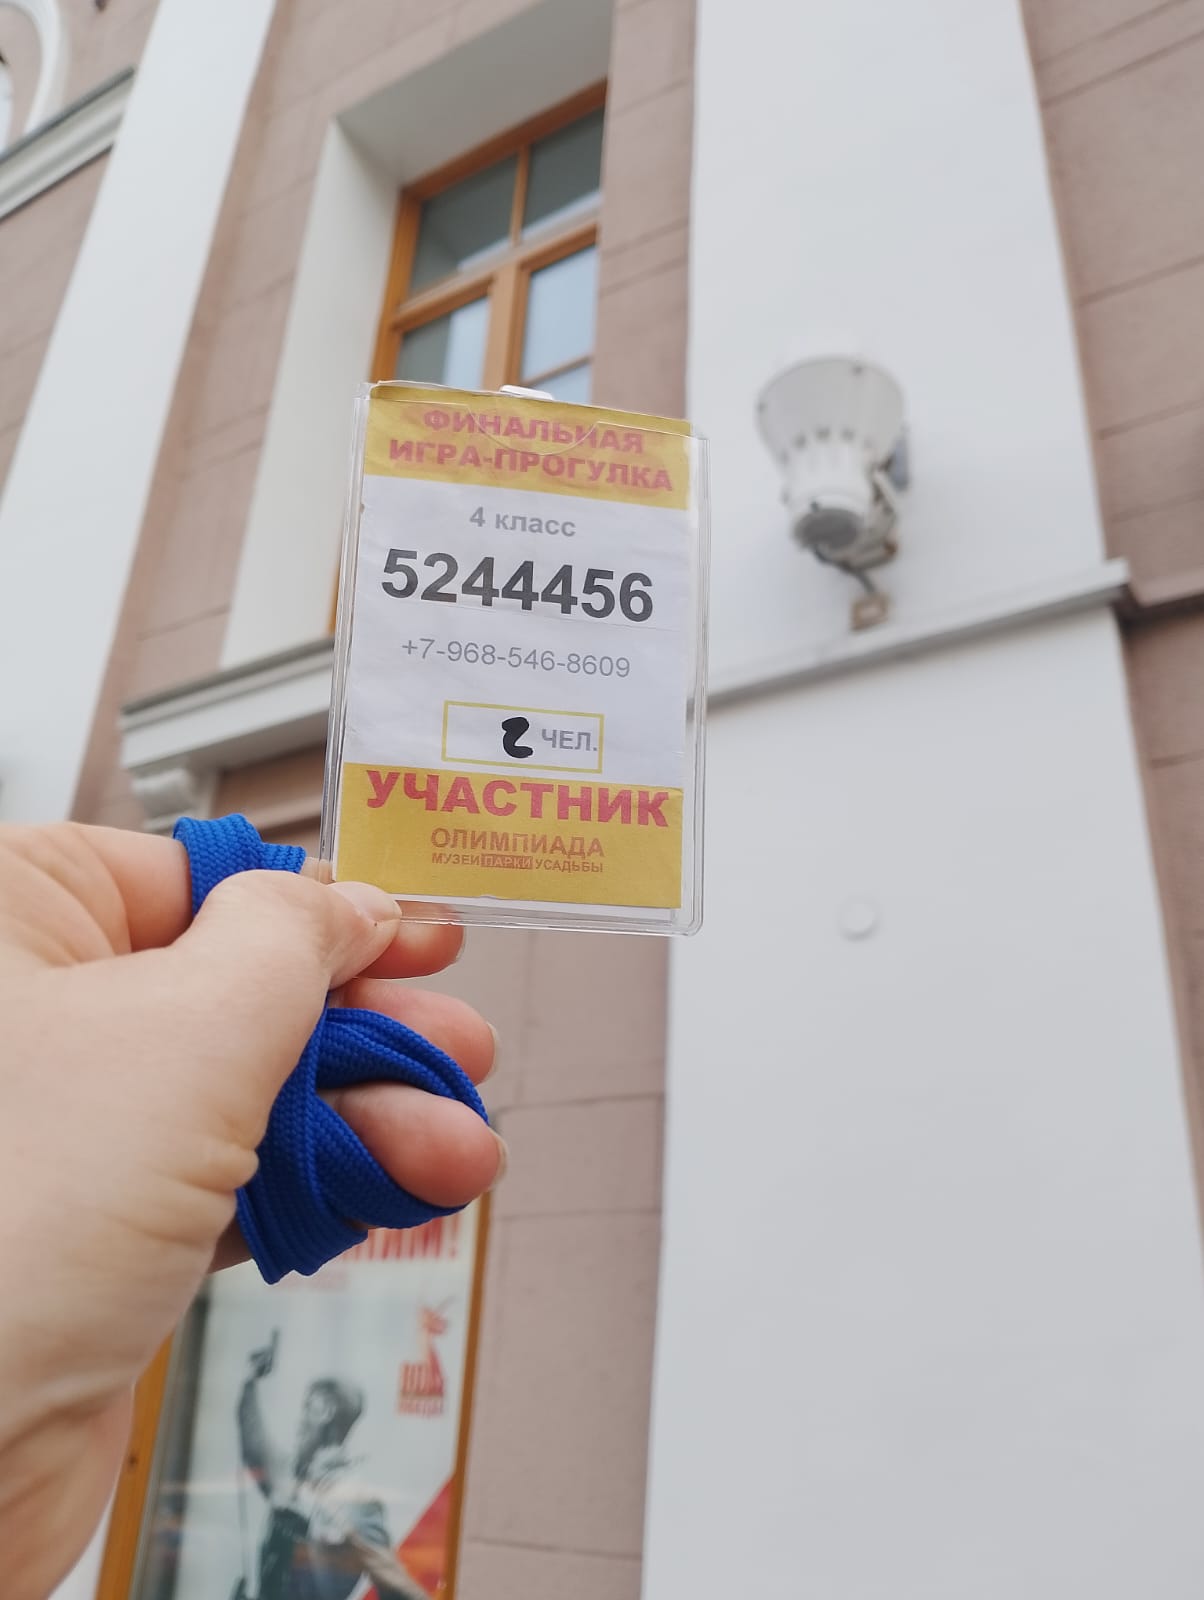 ФИНАЛЬНАЯ
ИГРА-ПРОГУЛКА
4 класс
5244456
+7-968-546-8609
2 ЧЕЛ.
УЧАСТНИК
ОЛИМПИАДА
МУЗЕИ ПАРКИ УСАДЬБЫ